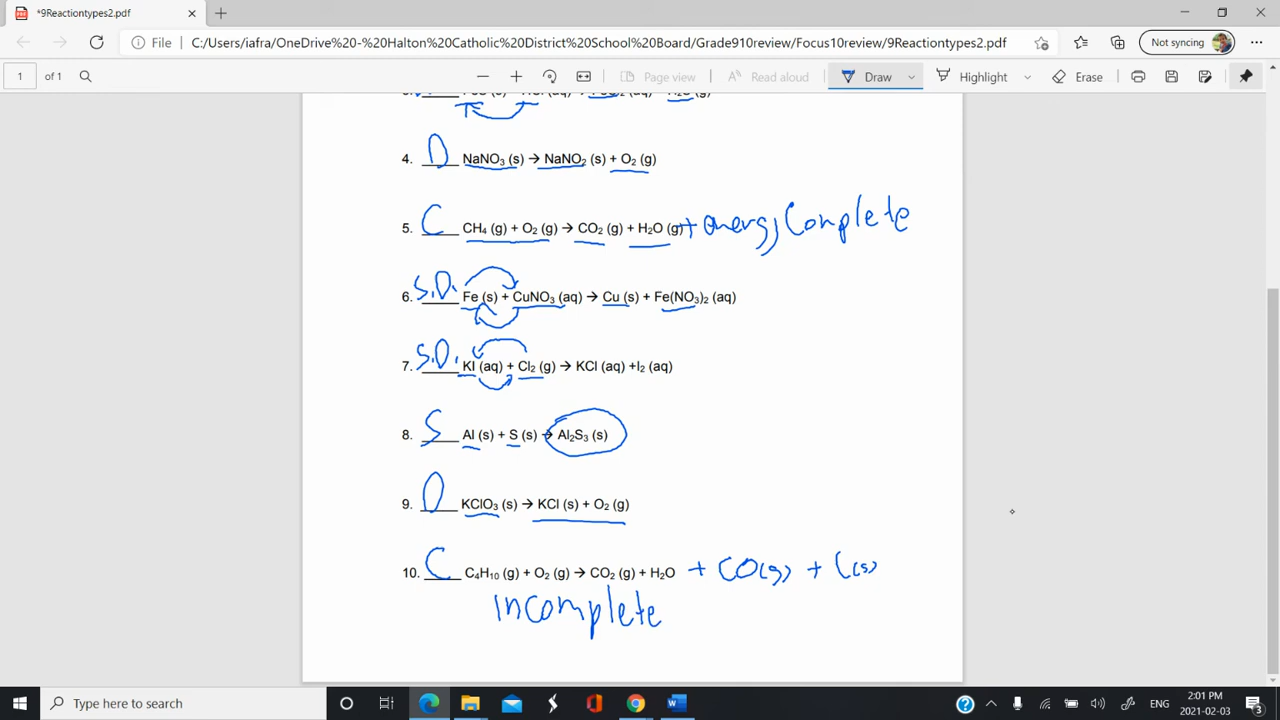 *9Reactiontypes2.pdf
File C:/Users/iafra/OneDrive%20-%20Halton%20Catholic%20District%20School%20Board/Grade910review/Focus10review/9Reactiontypes2.pdf Not syncing
1 of 1 Page view Read aloud Draw Highlight Erase
4. D NaNO₃ (s) → NaNO₂ (s) + O₂ (g)
5. C CH₄ (g) + O₂ (g) → CO₂ (g) + H₂O (g) + energy Complete
6. S.D. Fe (s) + CuNO₃ (aq) → Cu (s) + Fe(NO₃)₂ (aq)
7. S.D. KI (aq) + Cl₂ (g) → KCl (aq) +I₂ (aq)
8. S Al (s) + S (s) → Al₂S₃ (s)
9. D KClO₃ (s) → KCl (s) + O₂ (g)
10. C C₄H₁₀ (g) + O₂ (g) → CO₂ (g) + H₂O + CO(g) + C(s)
incomplete
Type here to search
ENG
2:01 PM
2021-02-03
3